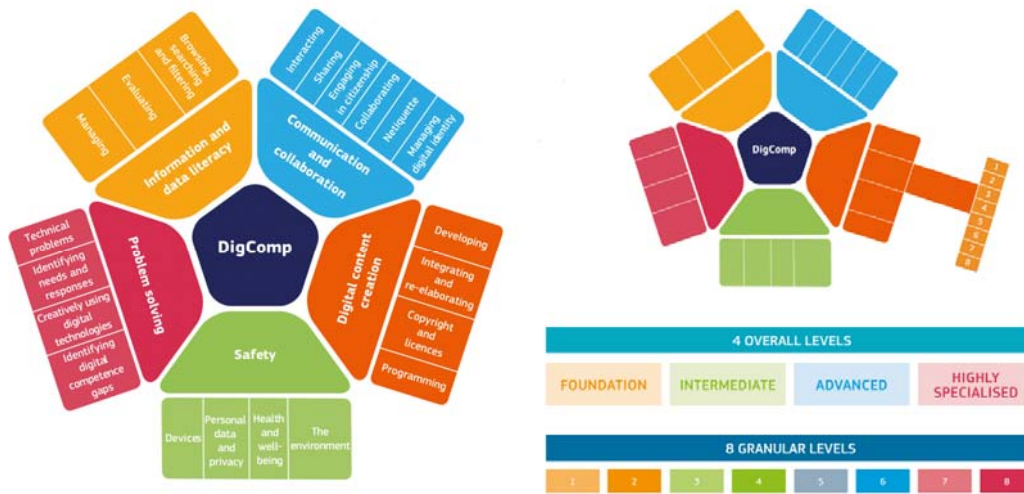 Browsing,
searching
and filtering
Evaluating
Managing
Information and
data literacy
Interacting
Sharing
Engaging
in citizenship
Collaborating
Netiquette
Managing
digital identity
Communication
and
collaboration
Developing
Integrating
and
re-elaborating
Copyright
and
licences
Programming
Digital content
creation
Devices
Personal
data
and
privacy
Health
and
well-
being
The
environment
Safety
Technical
problems
Identifying
needs and
responses
Creatively using
digital
technologies
Identifying
digital
competence
gaps
Problem solving
DigComp
DigComp
1
2
3
4
5
6
7
8
4 OVERALL LEVELS
FOUNDATION
INTERMEDIATE
ADVANCED
HIGHLY
SPECIALISED
8 GRANULAR LEVELS
1
2
3
4
5
6
7
8